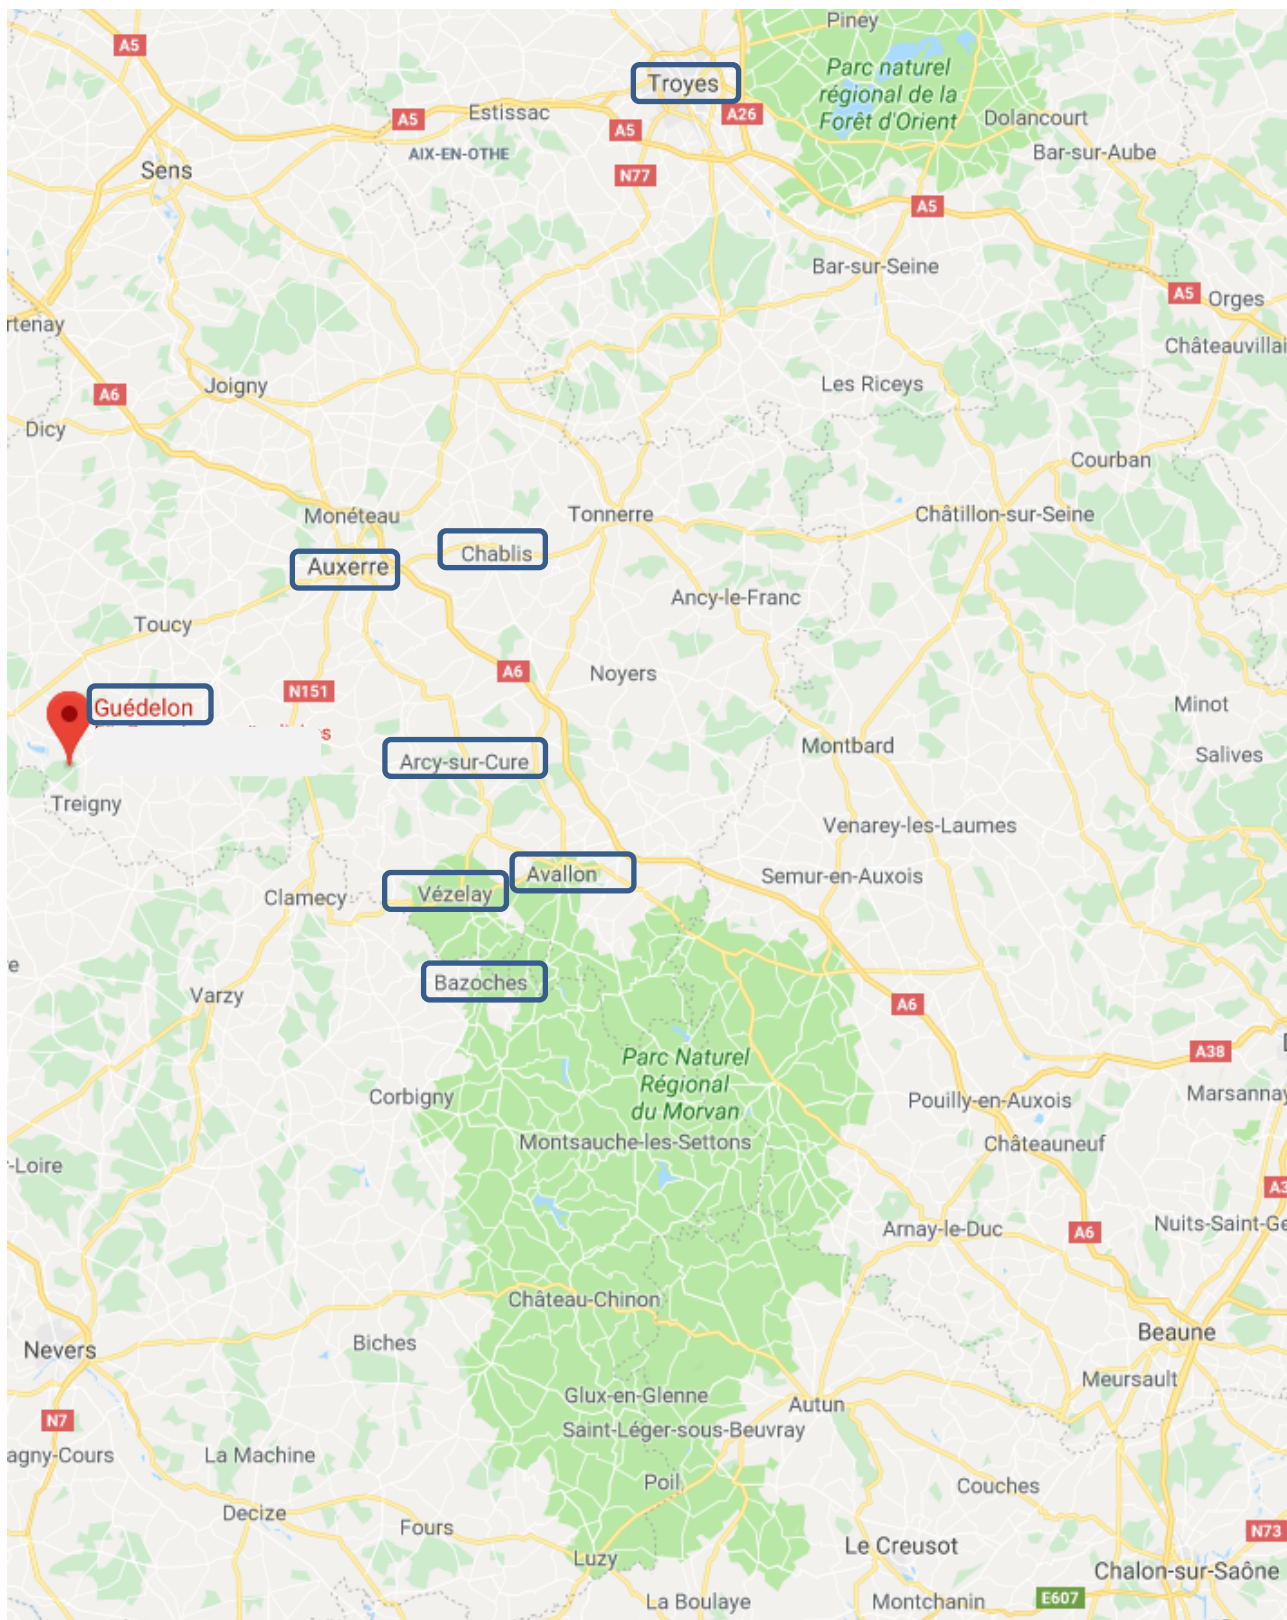 Piney
A5
Troyes
Parc naturel
régional de la
Forêt d'Orient
A5
Estissac
A26
Dolancourt
A5
AIX-EN-OTHE
Bar-sur-Aube
Sens
N77
A5
Bar-sur-Seine
A5
Orges
rtenay
Châteauvillai
Joigny
Les Riceys
A6
Dicy
Courban
Monéteau
Tonnerre
Châtillon-sur-Seine
Chablis
Auxerre
Ancy-le-Franc
Toucy
A6
Noyers
N151
Guédelon
Minot
s
Montbard
Salives
Arcy-sur-Cure
Treigny
Venarey-les-Laumes
Avallon
Semur-en-Auxois
Clamecy
Vézelay
e
Bazoches
Varzy
A6
Parc Naturel
Régional
du Morvan
A38
Corbigny
Pouilly-en-Auxois
Marsannay
Montsauche-les-Settons
Châteauneuf
-Loire
A3
Arnay-le-Duc
A6
Nuits-Saint-Ge
Château-Chinon
Beaune
Biches
Nevers
Meursault
Glux-en-Glenne
Autun
N7
Saint-Léger-sous-Beuvray
agny-Cours
La Machine
Poil
Couches
Decize
Fours
N73
Le Creusot
Luzy
Chalon-sur-Saône
La Boulaye
Montchanin
E607